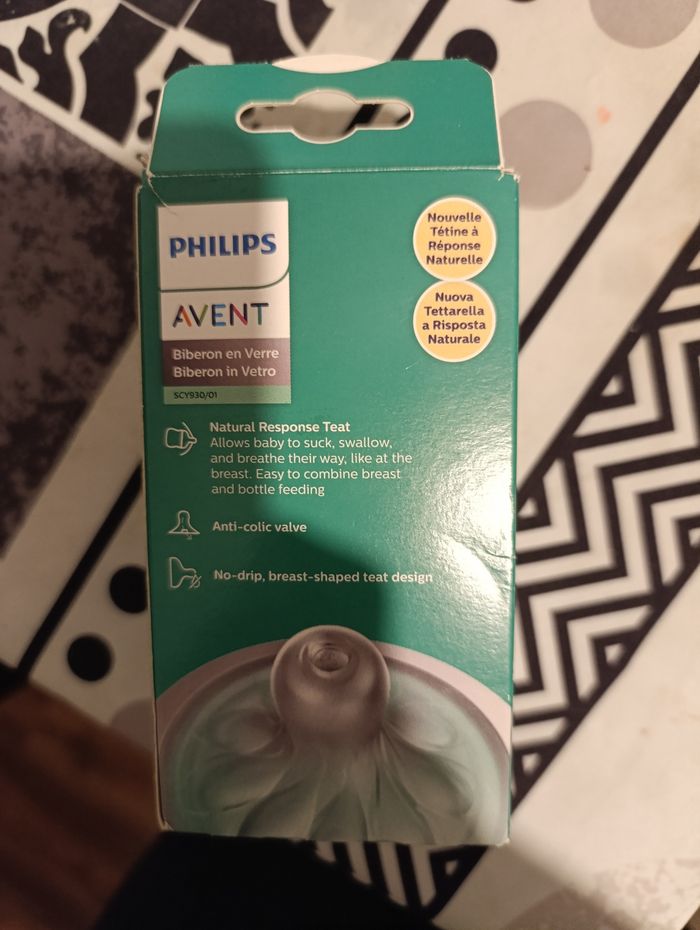 PHILIPS
AVENT
Biberon en Verre
Biberon in Vetro
SCY930/01
Nouvelle
Tétine à
Réponse
Naturelle
Nuova
Tettarella
a Risposta
Naturale
Natural Response Teat
Allows baby to suck, swallow,
and breathe their way, like at the
breast. Easy to combine breast
and bottle feeding
Anti-colic valve
No-drip, breast-shaped teat design